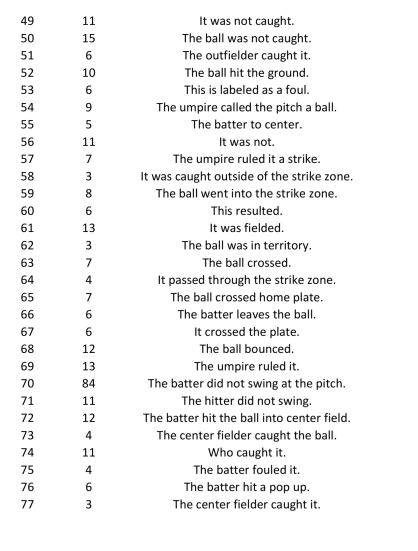 49 11 It was not caught.
50 15 The ball was not caught.
51 6 The outfielder caught it.
52 10 The ball hit the ground.
53 6 This is labeled as a foul.
54 9 The umpire called the pitch a ball.
55 5 The batter to center.
56 11 It was not.
57 7 The umpire ruled it a strike.
58 3 It was caught outside of the strike zone.
59 8 The ball went into the strike zone.
60 6 This resulted.
61 13 It was fielded.
62 3 The ball was in territory.
63 7 The ball crossed.
64 4 It passed through the strike zone.
65 7 The ball crossed home plate.
66 6 The batter leaves the ball.
67 6 It crossed the plate.
68 12 The ball bounced.
69 13 The umpire ruled it.
70 84 The batter did not swing at the pitch.
71 11 The hitter did not swing.
72 12 The batter hit the ball into center field.
73 4 The center fielder caught the ball.
74 11 Who caught it.
75 4 The batter fouled it.
76 6 The batter hit a pop up.
77 3 The center fielder caught it.